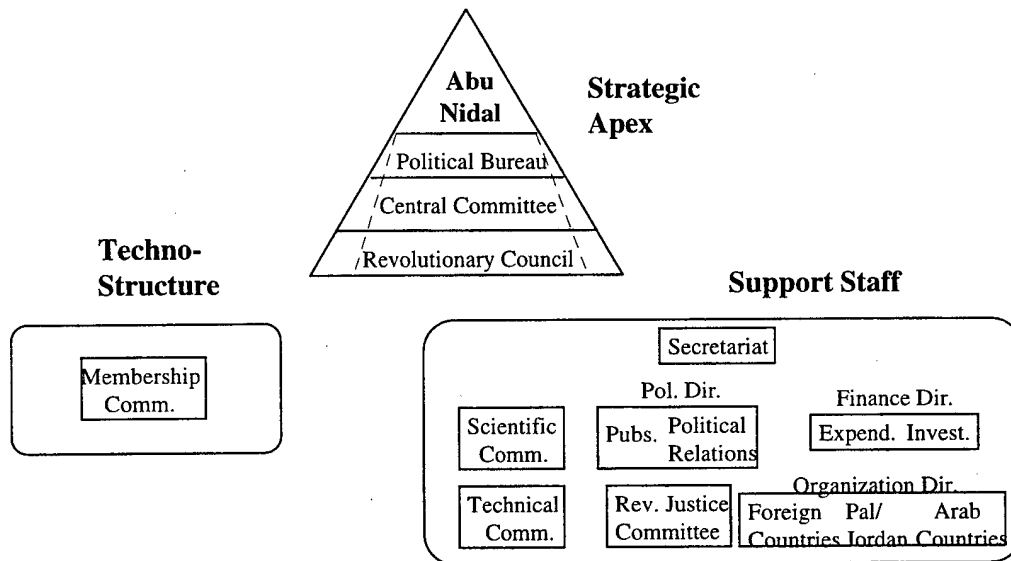 Abu
Nidal
Strategic
Apex
Political Bureau
Central Committee
Revolutionary Council
Techno-
Structure
Membership
Comm.
Support Staff
Secretariat
Pol. Dir.
Finance Dir.
Scientific
Comm.
Pubs. Political
Relations
Expend. Invest.
Technical
Comm.
Rev. Justice
Committee
Organization Dir.
Foreign Pal/ Arab
Countries Jordan Countries